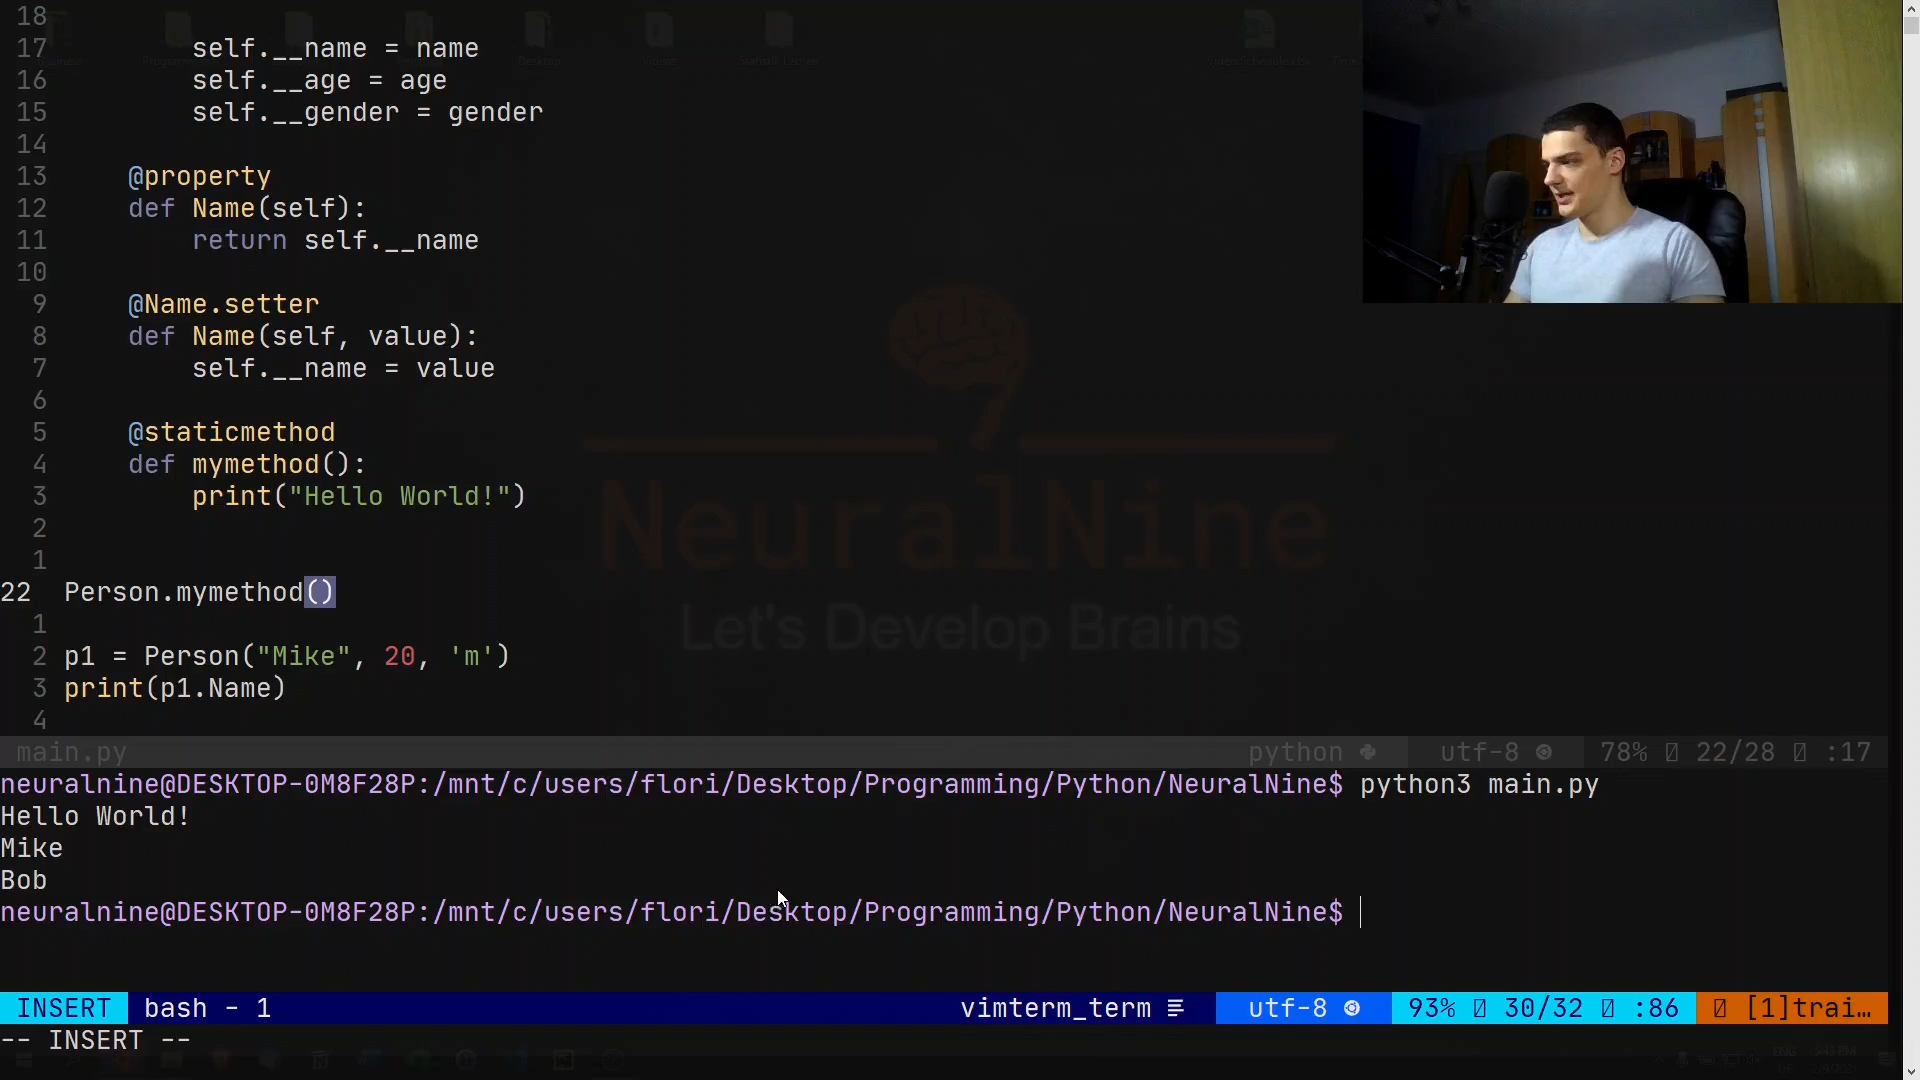 18
17 self.__name = name
16 self.__age = age
15 self.__gender = gender
14
13 @property
12 def Name(self):
11 return self.__name
10
9 @Name.setter
8 def Name(self, value):
7 self.__name = value
6
5 @staticmethod
4 def mymethod():
3 print("Hello World!")
2
1
22 Person.mymethod()
1
2 p1 = Person("Mike", 20, 'm')
3 print(p1.Name)
4
NeuralNine
Let's Develop Brains
main.py python utf-8 78% 22/28 :17
neuralnine@DESKTOP-0M8F28P:/mnt/c/users/flori/Desktop/Programming/Python/NeuralNine$ python3 main.py
Hello World!
Mike
Bob
neuralnine@DESKTOP-0M8F28P:/mnt/c/users/flori/Desktop/Programming/Python/NeuralNine$
INSERT bash - 1 vimterm_term utf-8 93% 30/32 :86 [1]trai…
-- INSERT --